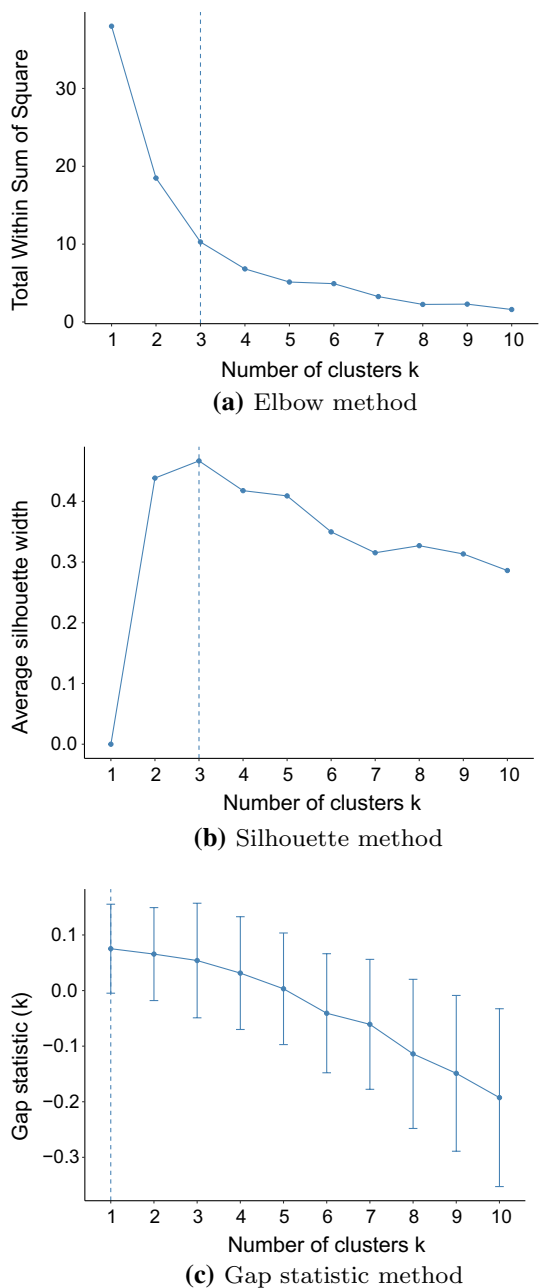 Total Within Sum of Square
30
20
10
0
1 2 3 4 5 6 7 8 9 10
Number of clusters k
(a) Elbow method
Average silhouette width
0.4
0.3
0.2
0.1
0.0
1 2 3 4 5 6 7 8 9 10
Number of clusters k
(b) Silhouette method
Gap statistic (k)
0.1
0.0
−0.1
−0.2
−0.3
1 2 3 4 5 6 7 8 9 10
Number of clusters k
(c) Gap statistic method